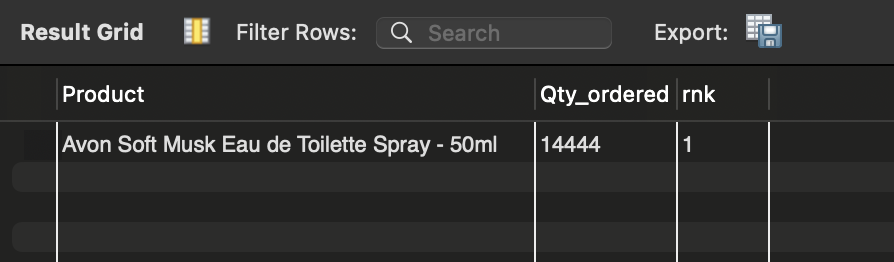 Result Grid Filter Rows: Search Export:
Product Qty_ordered rnk
Avon Soft Musk Eau de Toilette Spray - 50ml 14444 1